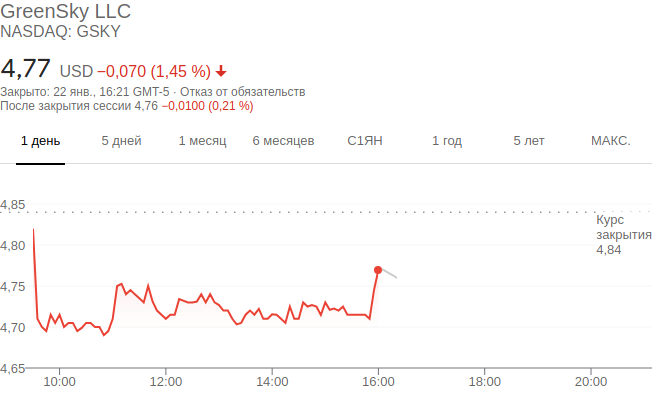 GreenSky LLC
NASDAQ: GSKY
4,77 USD −0,070 (1,45 %)
Закрыто: 22 янв., 16:21 GMT-5 · Отказ от обязательств
После закрытия сессии 4,76 −0,0100 (0,21 %)
1 день 5 дней 1 месяц 6 месяцев С1ЯН 1 год 5 лет МАКС.
4,85
Курс
закрытия
4,84
4,80
4,75
4,70
4,65
10:00 12:00 14:00 16:00 18:00 20:00